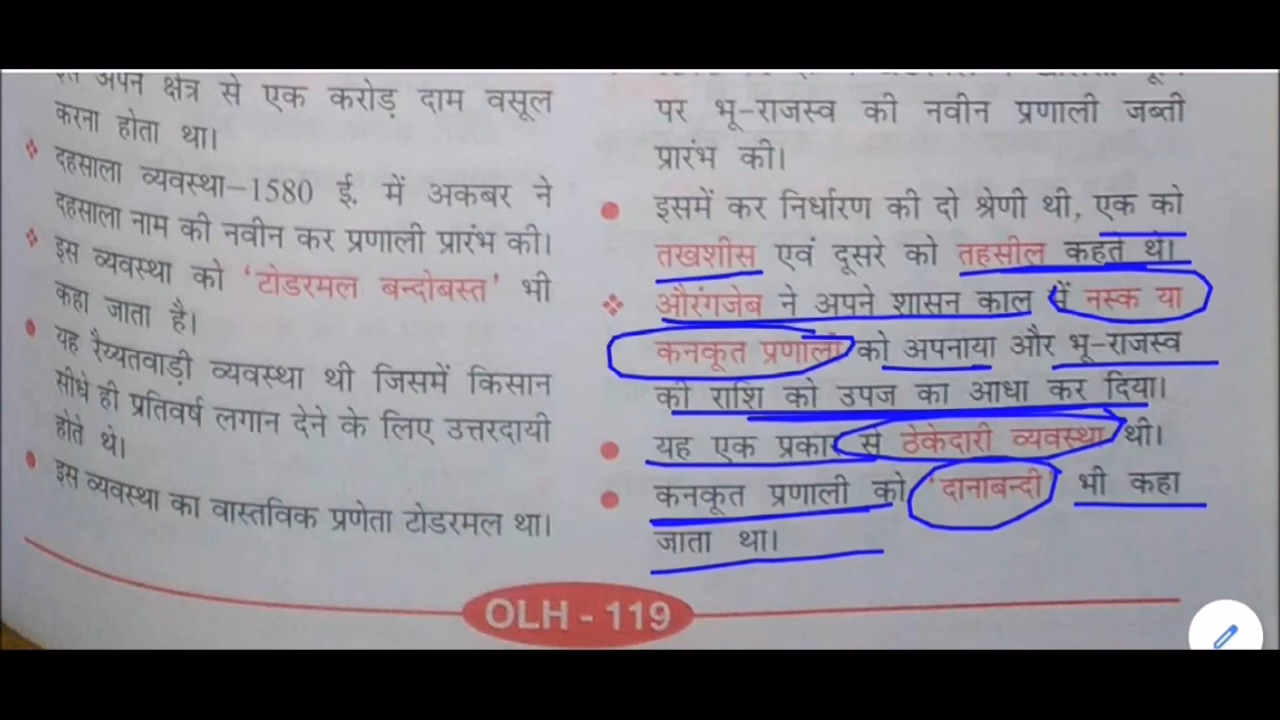 अपने क्षेत्र से एक करोड़ दाम वसूल
करना होता था।
दहसाला व्यवस्था–1580 ई. में अकबर ने
दहसाला नाम की नवीन कर प्रणाली प्रारंभ की।
इस व्यवस्था को ‘टोडरमल बन्दोबस्त’ भी
कहा जाता है।
यह रैय्यतवाड़ी व्यवस्था थी जिसमें किसान
सीधे ही प्रतिवर्ष लगान देने के लिए उत्तरदायी
होते थे।
इस व्यवस्था का वास्तविक प्रणेता टोडरमल था।
पर भू–राजस्व की नवीन प्रणाली जब्ती
प्रारंभ की।
इसमें कर निर्धारण की दो श्रेणी थी, एक को
तखशीस एवं दूसरे को तहसील कहते थे।
औरंगजेब ने अपने शासन काल में नस्क या
कनकूत प्रणाली को अपनाया और भू–राजस्व
की राशि को उपज का आधा कर दिया।
यह एक प्रकार से ठेकेदारी व्यवस्था थी।
कनकूत प्रणाली को ‘दानाबन्दी’ भी कहा
जाता था।
OLH - 119